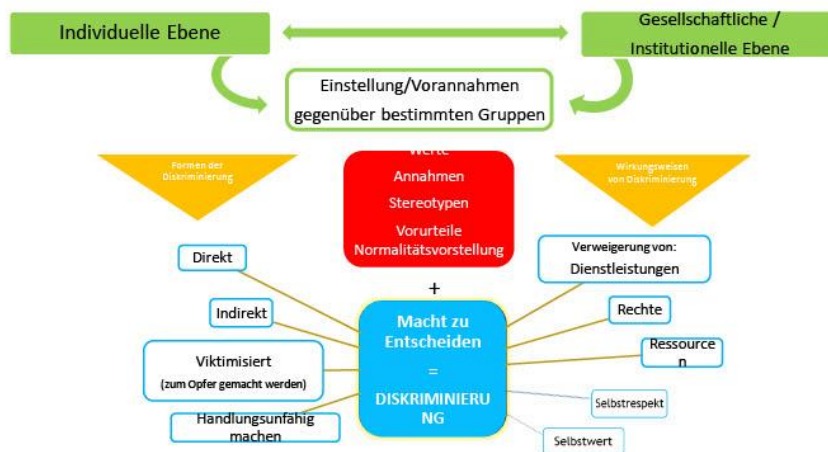 Individuelle Ebene
Gesellschaftliche /
Institutionelle Ebene
Einstellung/Vorannahmen
gegenüber bestimmten Gruppen
Formen der
Diskriminierung
Werte
Annahmen
Stereotypen
Vorurteile
Normalitätsvorstellung
Wirkungsweisen
von Diskriminierung
Direkt
Indirekt
Viktimisiert
(zum Opfer gemacht werden)
Handlungsunfähig
machen
+
Macht zu
Entscheiden
=
DISKRIMINIERU
NG
Verweigerung von:
Dienstleistungen
Rechte
Ressource
n
Selbstrespekt
Selbstwert